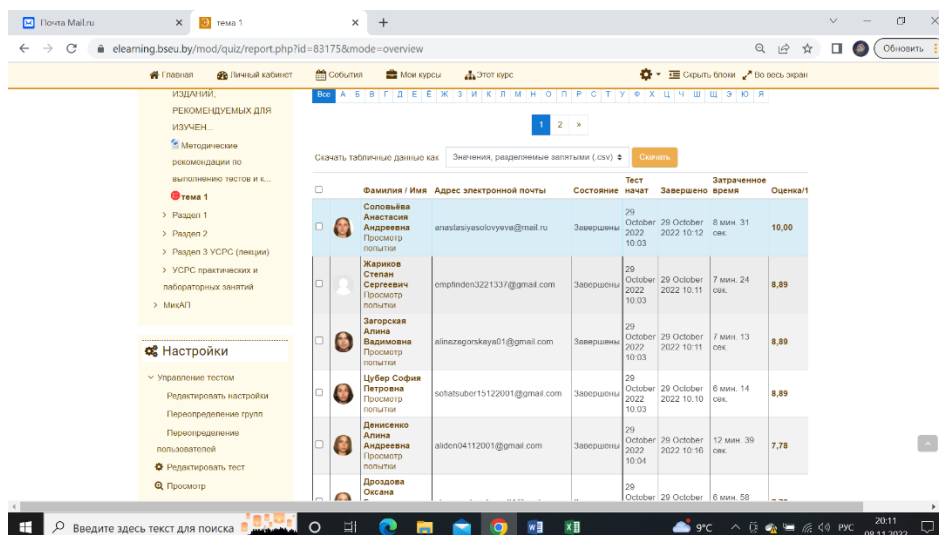 Почта Mail.ru
тема 1
elearning.bseu.by/mod/quiz/report.php?id=83175&mode=overview
Обновить
Главная Личный кабинет События Мои курсы Этот курс Скрыть блоки Во весь экран
ИЗДАНИЙ,
РЕКОМЕНДУЕМЫХ ДЛЯ
ИЗУЧЕН...
Методические
рекомендации по
выполнению тестов и к...
тема 1
Раздел 1
Раздел 2
Раздел 3 УСРС (лекции)
УСРС практических и
лабораторных занятий
МикАП
Настройки
Управление тестом
Редактировать настройки
Переопределение групп
Переопределение
пользователей
Редактировать тест
Просмотр
Все А Б В Г Д Е Ё Ж З И К Л М Н О П Р С Т У Ф Х Ц Ч Ш Щ Э Ю Я
1 2 »
Скачать табличные данные как Значения, разделяемые запятыми (.csv) Скачать
Фамилия / Имя Адрес электронной почты Состояние Тест начат Завершено Затраченное время Оценка/1
Соловьёва
Анастасия
Андреевна
Просмотр
попытки
anastasiyasolovyeva@mail.ru Завершены 29 October 2022 10:03 29 October 2022 10:12 8 мин. 31 сек. 10,00
Жариков
Степан
Сергеевич
Просмотр
попытки
empfinden3221337@gmail.com Завершены 29 October 2022 10:03 29 October 2022 10:11 7 мин. 24 сек. 8,89
Загорская
Алина
Вадимовна
Просмотр
попытки
alinazagorskaya01@gmail.com Завершены 29 October 2022 10:03 29 October 2022 10:11 7 мин. 13 сек. 8,89
Цубер София
Петровна
Просмотр
попытки
sofiatsuber15122001@gmail.com Завершены 29 October 2022 10:03 29 October 2022 10:10 6 мин. 14 сек. 8,89
Денисенко
Алина
Андреевна
Просмотр
попытки
aliden04112001@gmail.com Завершены 29 October 2022 10:04 29 October 2022 10:16 12 мин. 39 сек. 7,78
Дроздова
Оксана
29 October 29 October 6 мин. 58
Введите здесь текст для поиска
9°C РУС 20:11
08.11.2022